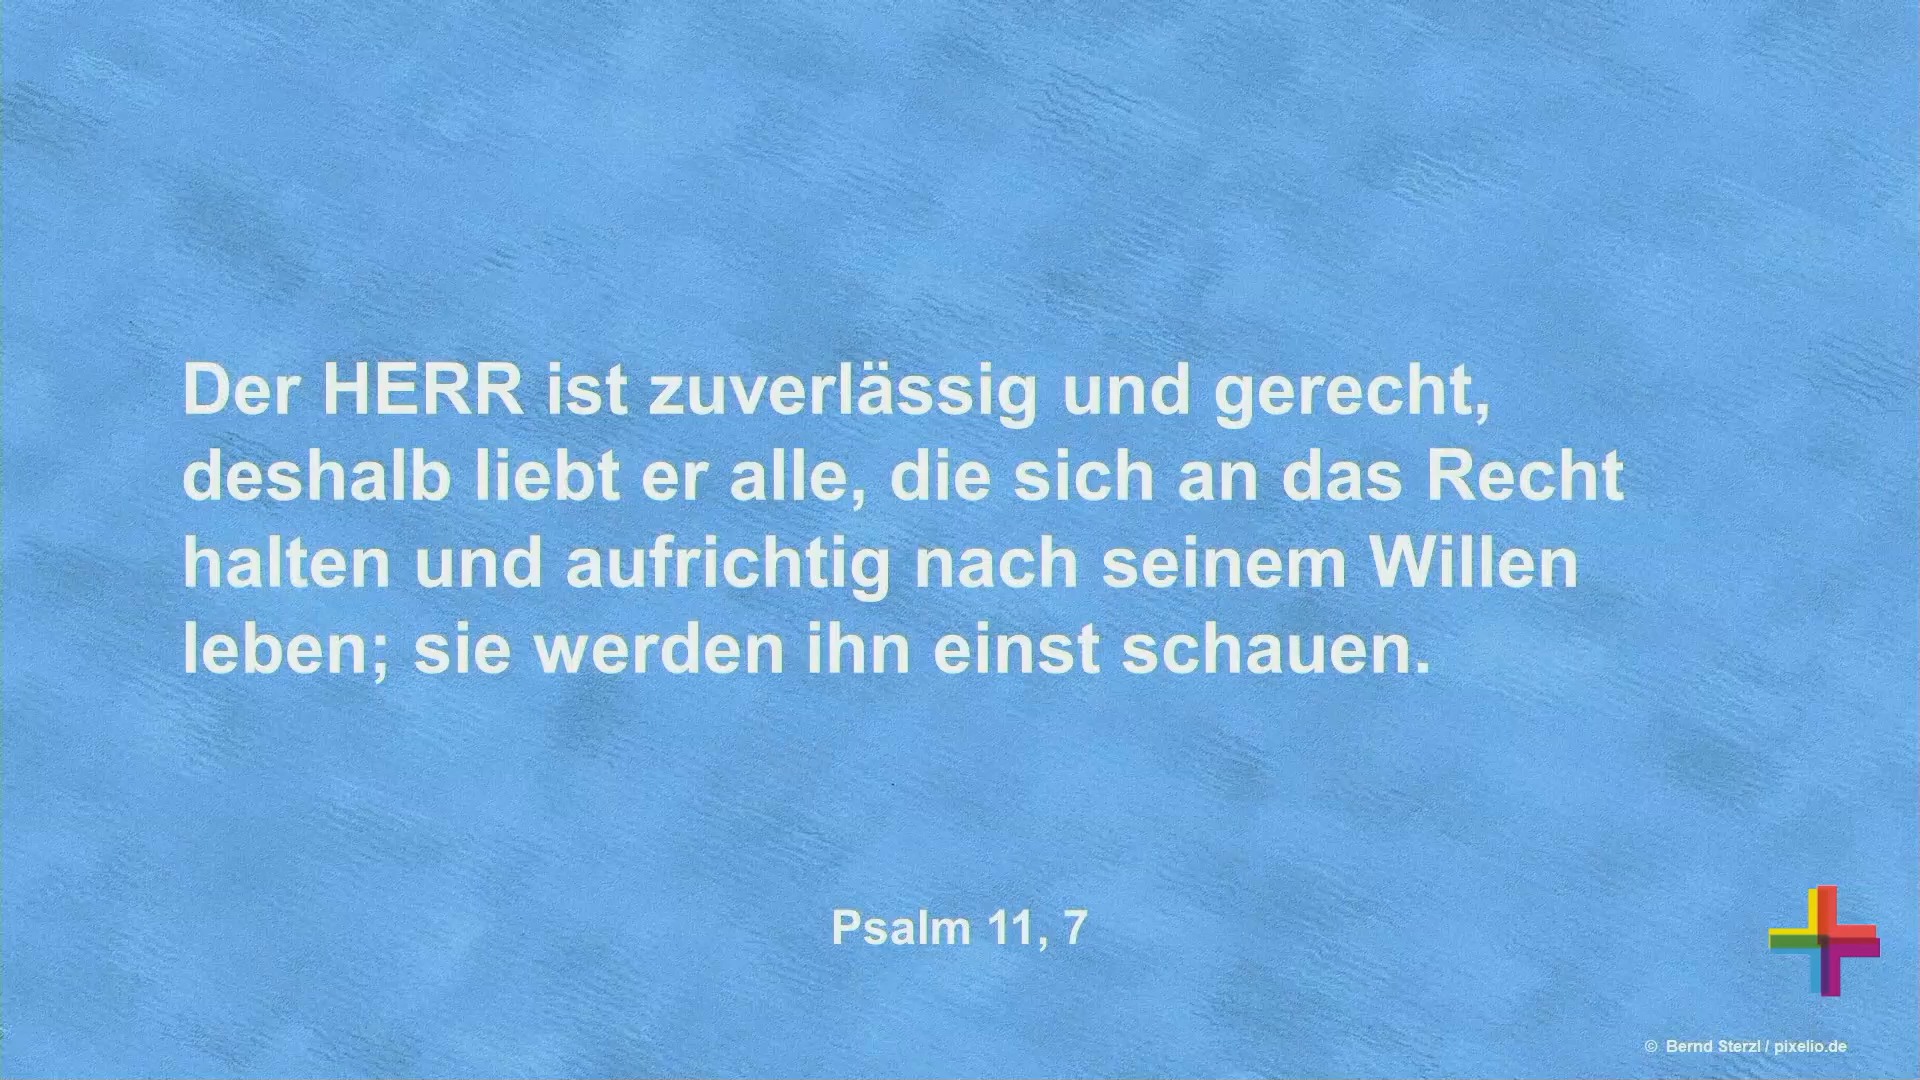 Der HERR ist zuverlässig und gerecht,
deshalb liebt er alle, die sich an das Recht
halten und aufrichtig nach seinem Willen
leben; sie werden ihn einst schauen.
Psalm 11, 7
© Bernd Sterzl / pixelio.de